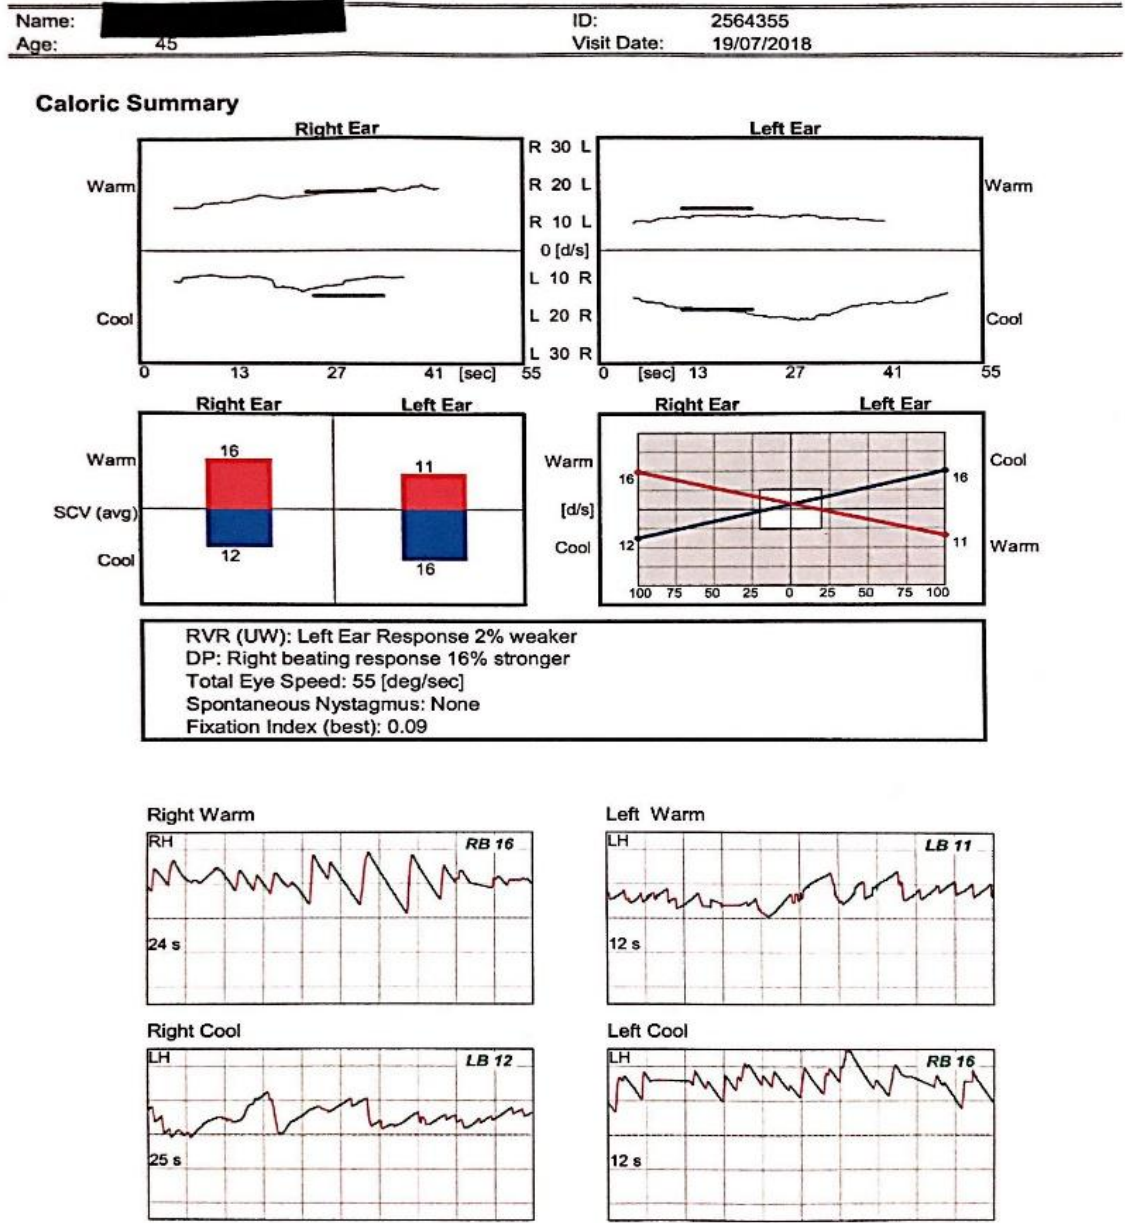 Name:
ID: 2564355
Age: 45
Visit Date: 19/07/2018
Caloric Summary
Right Ear
Left Ear
R 30 L
Warm
R 20 L
Warm
R 10 L
0 [d/s]
L 10 R
Cool
L 20 R
Cool
L 30 R
0 13 27 41 [sec] 55
0 [sec] 13 27 41 55
Right Ear Left Ear
Right Ear Left Ear
Warm
16
11
SCV (avg)
Cool
12
16
Warm
Cool
16
16
[d/s]
Cool
Warm
12
11
100 75 50 25 0 25 50 75 100
RVR (UW): Left Ear Response 2% weaker
DP: Right beating response 16% stronger
Total Eye Speed: 55 [deg/sec]
Spontaneous Nystagmus: None
Fixation Index (best): 0.09
Right Warm
RH
RB 16
24 s
Left Warm
LH
LB 11
12 s
Right Cool
LH
LB 12
25 s
Left Cool
LH
RB 16
12 s